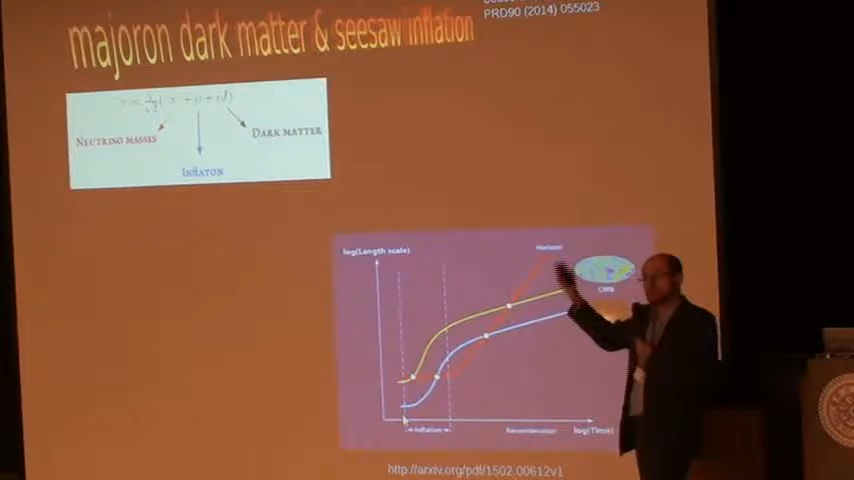 majoron dark matter & seesaw inflation
PRD90 (2014) 055023
NEUTRINO MASSES
DARK MATTER
INFLATON
log(Length scale)
Horizon
CMB
Inflation
Recombination
log(Time)
http://arxiv.org/pdf/1502.00612v1